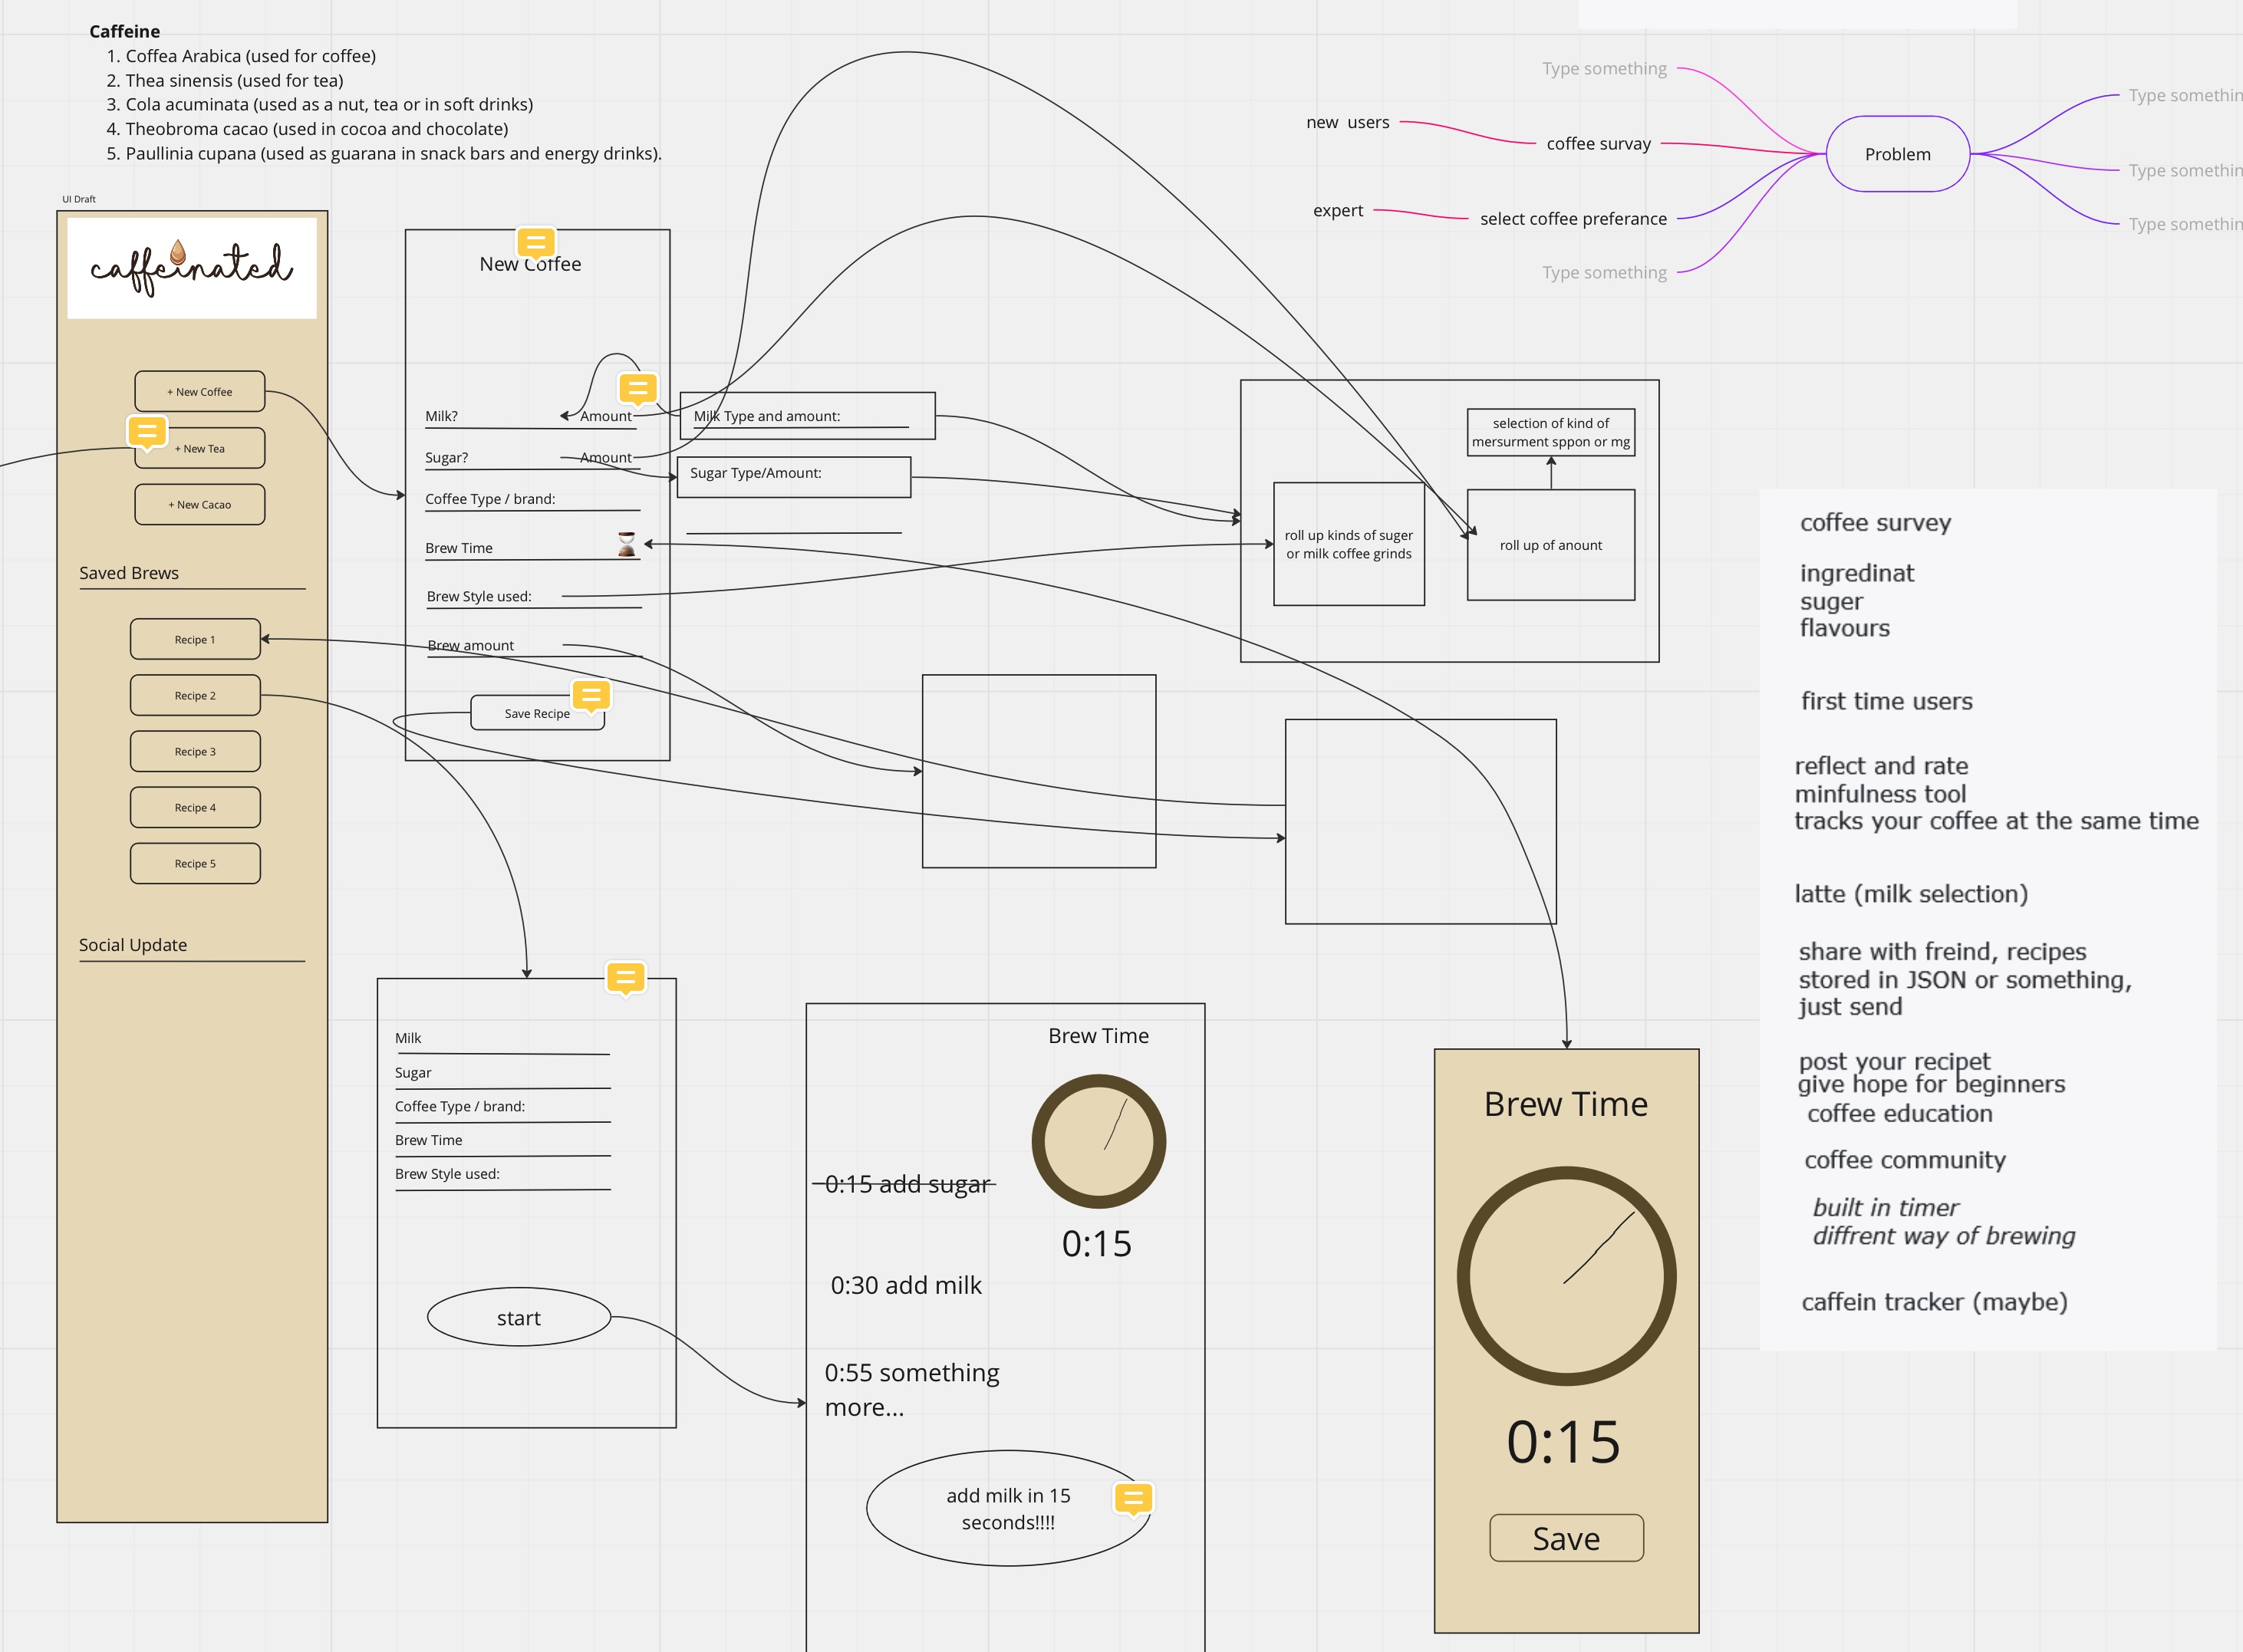 Caffeine
1. Coffea Arabica (used for coffee)
2. Thea sinensis (used for tea)
3. Cola acuminata (used as a nut, tea or in soft drinks)
4. Theobroma cacao (used in cocoa and chocolate)
5. Paullinia cupana (used as guarana in snack bars and energy drinks).
UI Draft
caffeinated
+ New Coffee
+ New Tea
+ New Cacao
Saved Brews
Recipe 1
Recipe 2
Recipe 3
Recipe 4
Recipe 5
Social Update
New Coffee
Milk?
Amount
Sugar?
Amount
Coffee Type / brand:
Brew Time
Brew Style used:
Brew amount
Save Recipe
Milk Type and amount:
Sugar Type/Amount:
selection of kind of
mersurment sppon or mg
roll up kinds of suger
or milk coffee grinds
roll up of anount
Type something
new users
coffee survay
expert
select coffee preferance
Type something
Problem
Type somethin
Type somethin
Type somethin
Milk
Sugar
Coffee Type / brand:
Brew Time
Brew Style used:
start
Brew Time
0:15 add sugar
0:15
0:30 add milk
0:55 something
more...
add milk in 15
seconds!!!!
Brew Time
0:15
Save
coffee survey
ingredinat
suger
flavours
first time users
reflect and rate
minfulness tool
tracks your coffee at the same time
latte (milk selection)
share with freind, recipes
stored in JSON or something,
just send
post your recipet
give hope for beginners
coffee education
coffee community
built in timer
diffrent way of brewing
caffein tracker (maybe)